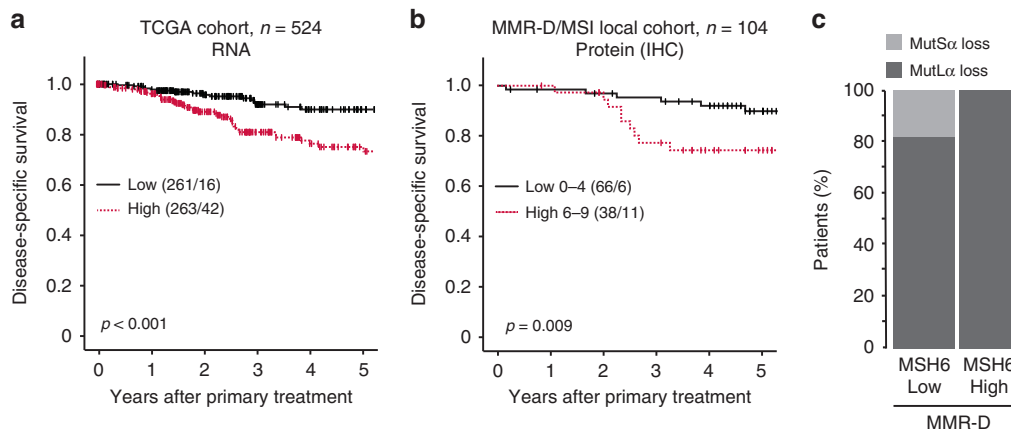 a
TCGA cohort, n = 524
RNA
Disease-specific survival
1.0
0.8
0.6
0.4
0.2
0
Low (261/16)
High (263/42)
p < 0.001
0 1 2 3 4 5
Years after primary treatment
b
MMR-D/MSI local cohort, n = 104
Protein (IHC)
Disease-specific survival
1.0
0.8
0.6
0.4
0.2
0
Low 0–4 (66/6)
High 6–9 (38/11)
p = 0.009
0 1 2 3 4 5
Years after primary treatment
c
MutSα loss
MutLα loss
Patients (%)
100
80
60
40
20
0
MSH6 MSH6
Low High
MMR-D